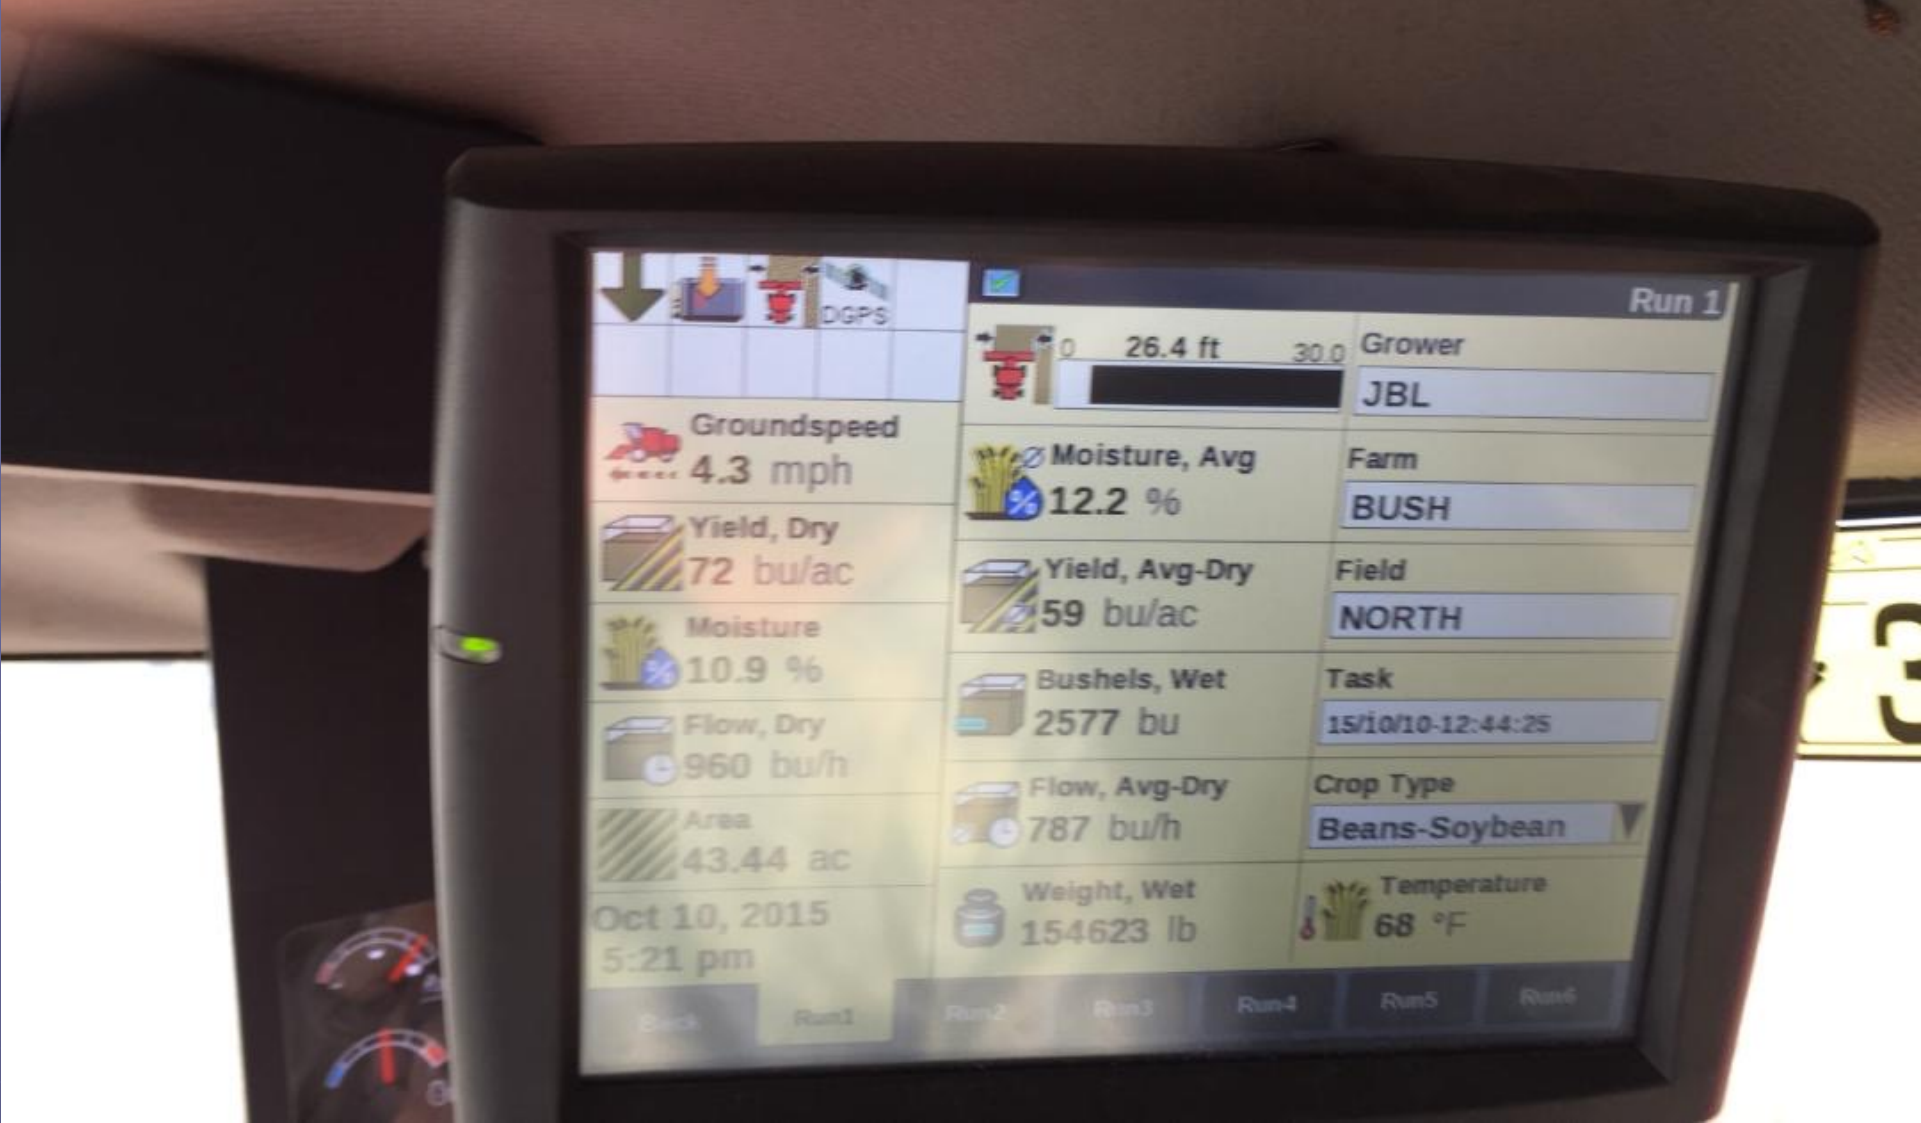 DGPS
Run 1
Groundspeed
4.3 mph
Yield, Dry
72 bu/ac
Moisture
10.9 %
Flow, Dry
960 bu/h
Area
43.44 ac
Oct 10, 2015
5:21 pm
0 26.4 ft 30.0
Moisture, Avg
12.2 %
Yield, Avg-Dry
59 bu/ac
Bushels, Wet
2577 bu
Flow, Avg-Dry
787 bu/h
Weight, Wet
154623 lb
Grower
JBL
Farm
BUSH
Field
NORTH
Task
15/10/10-12:44:25
Crop Type
Beans-Soybean
Temperature
68 °F
Back Run1 Run2 Run3 Run4 Run5 Run6
3